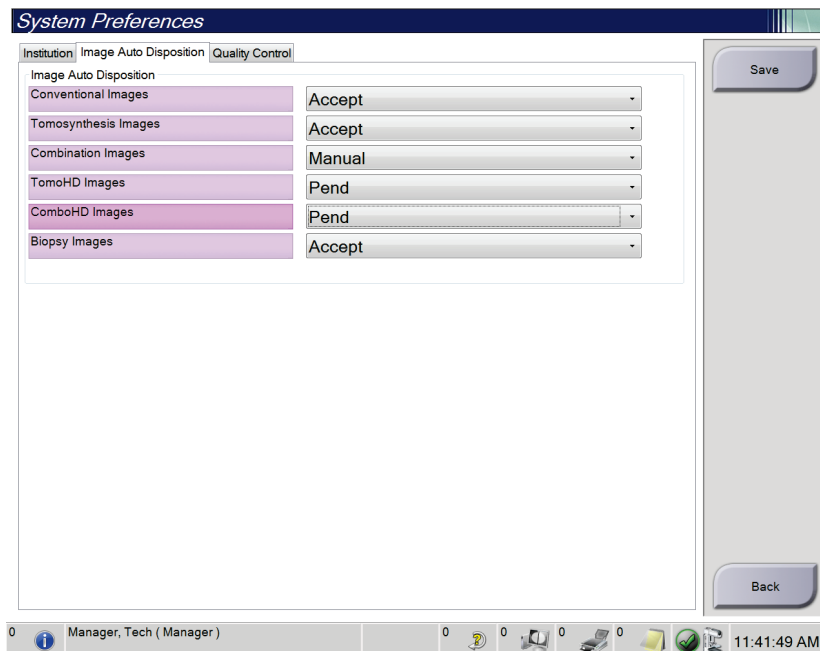 System Preferences
Institution Image Auto Disposition Quality Control
Image Auto Disposition
Conventional Images Accept
Tomosynthesis Images Accept
Combination Images Manual
TomoHD Images Pend
ComboHD Images Pend
Biopsy Images Accept
Save
Back
0 Manager, Tech ( Manager ) 0 0 0 0 11:41:49 AM